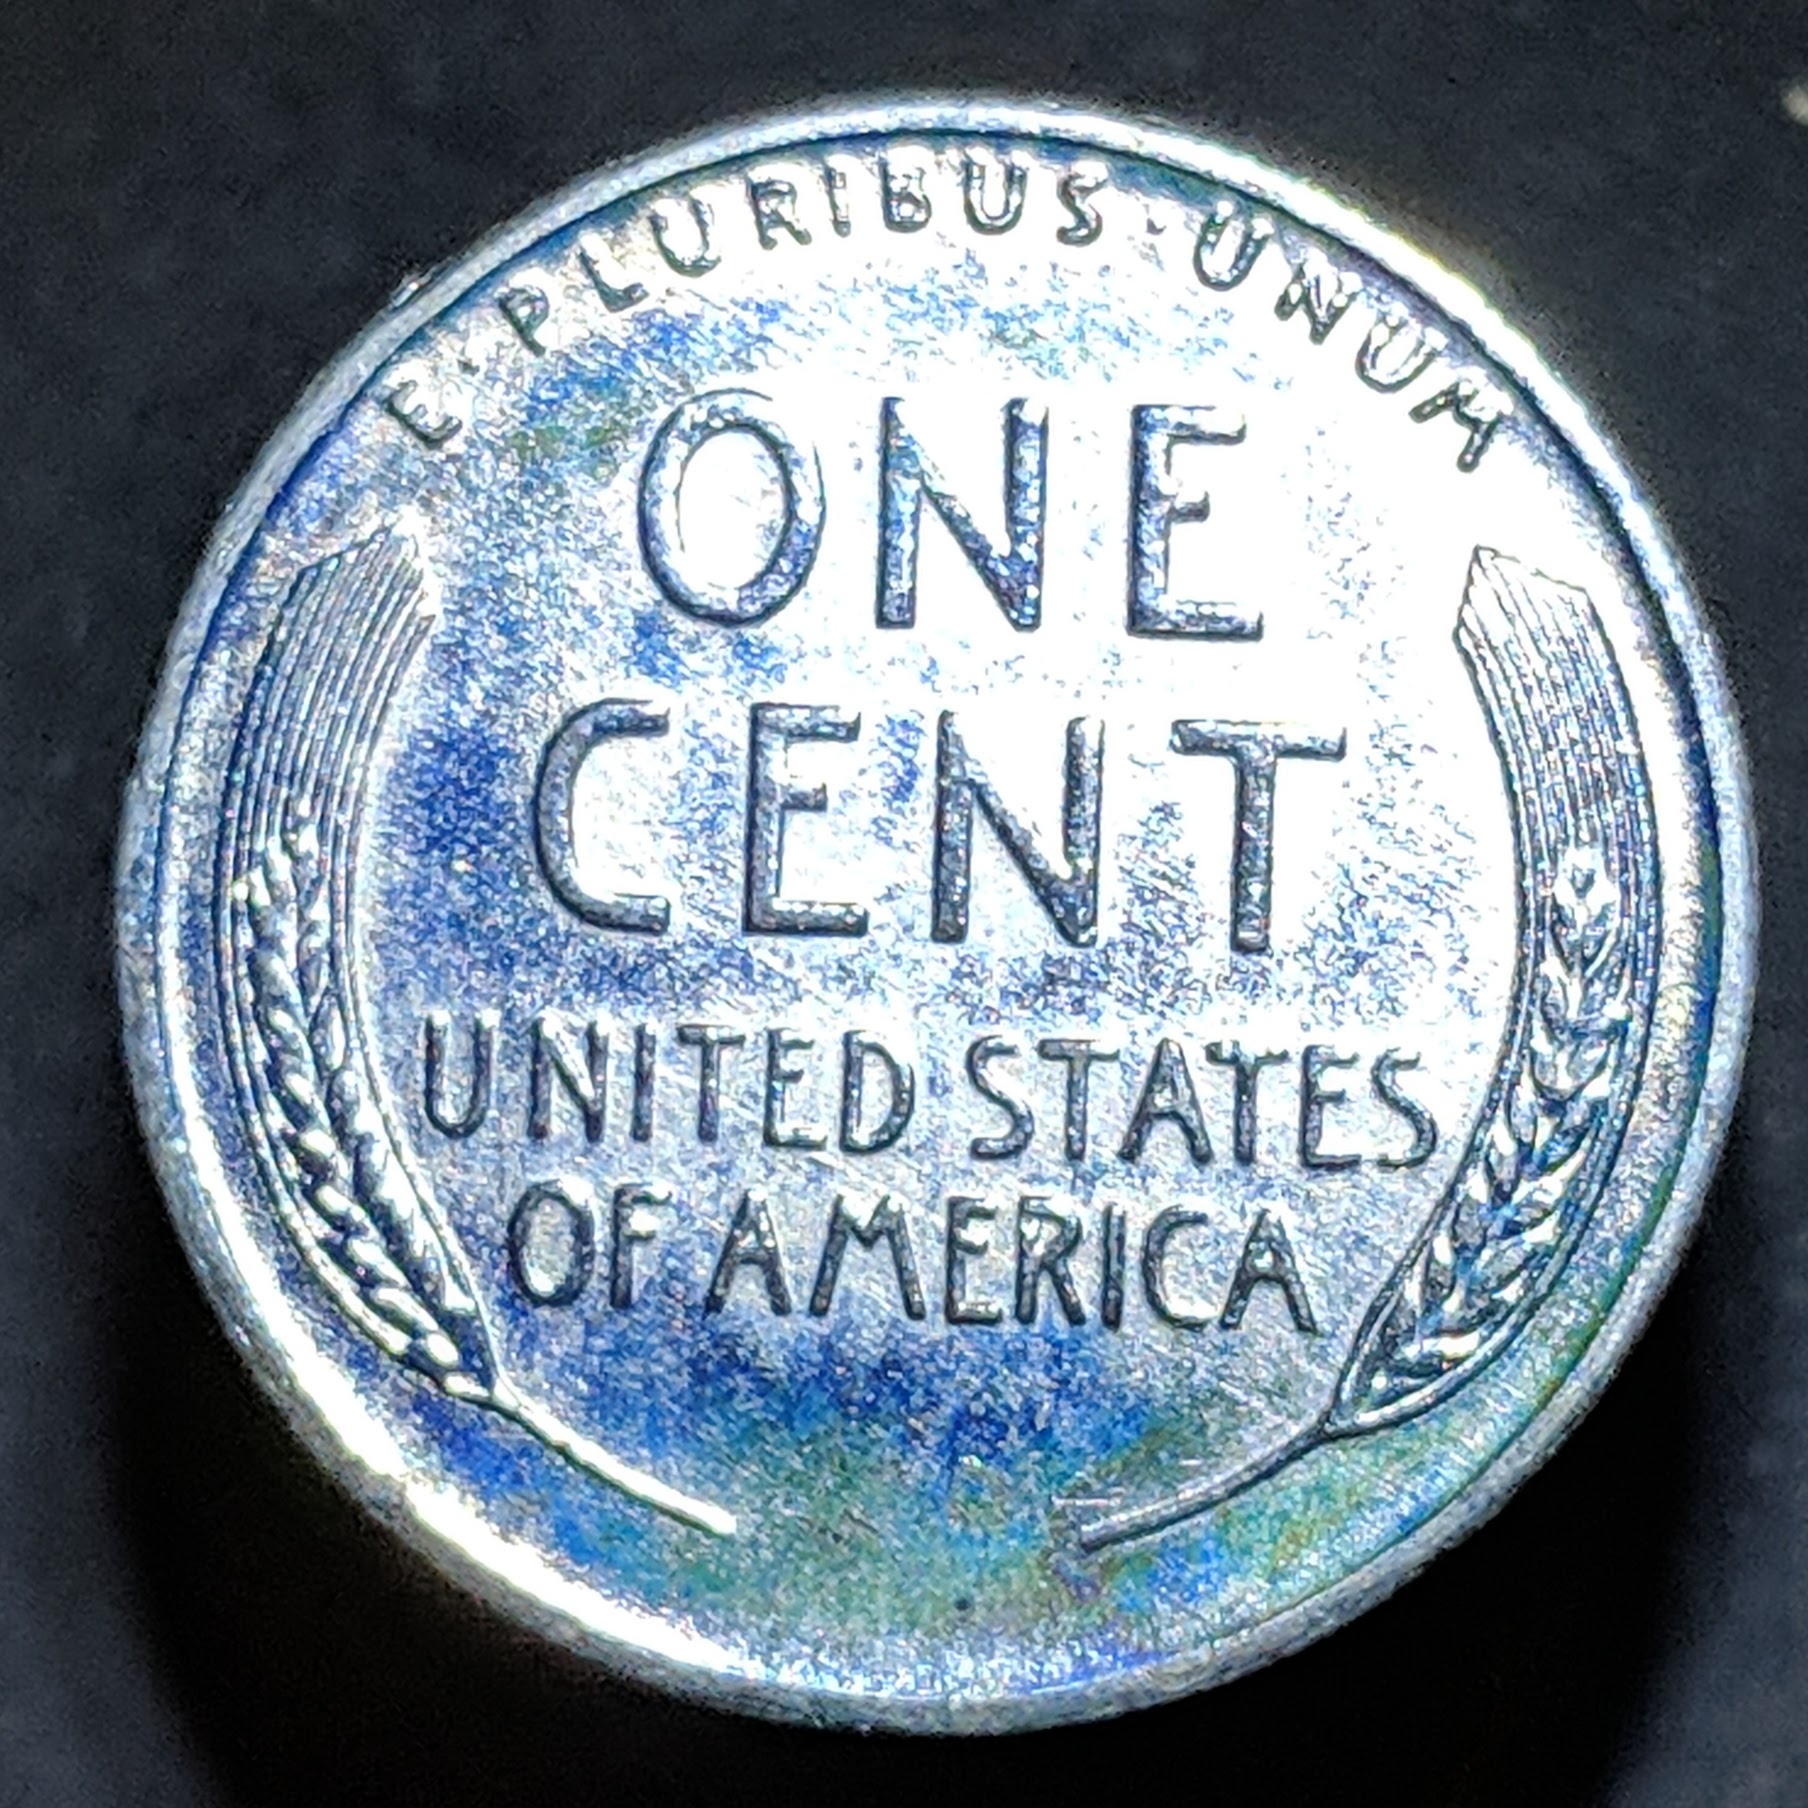 E·PLURIBUS·UNUM
ONE
CENT
UNITED STATES
OF AMERICA